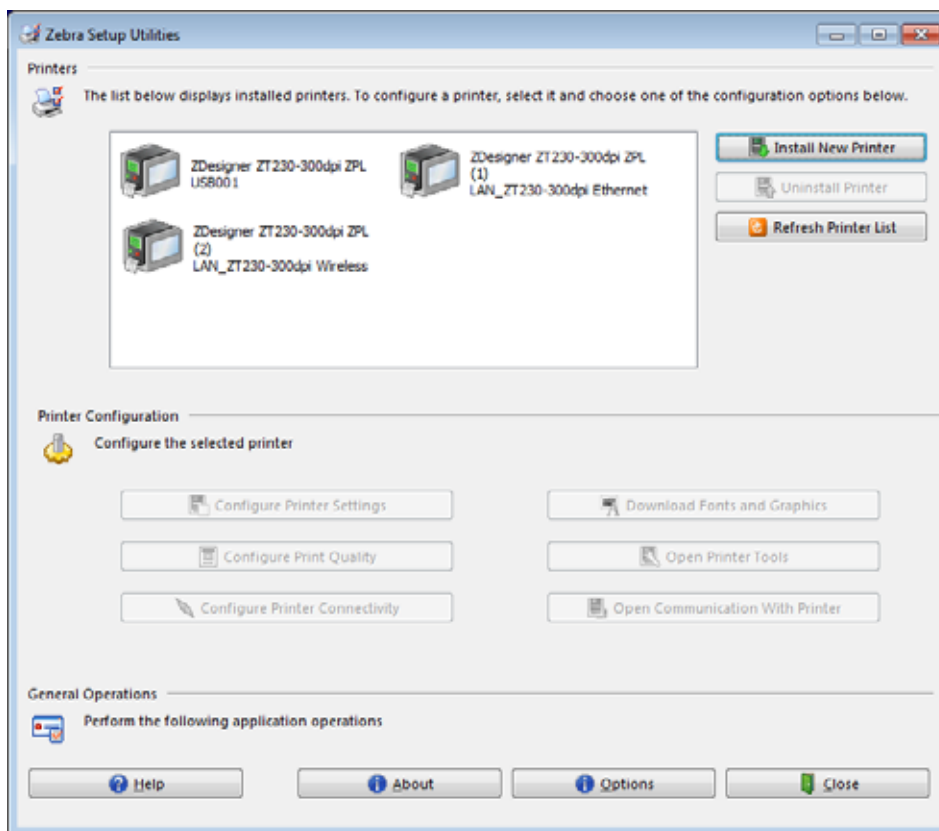 Zebra Setup Utilities
Printers
The list below displays installed printers. To configure a printer, select it and choose one of the configuration options below.
ZDesigner ZT230-300dpi ZPL
USB001
ZDesigner ZT230-300dpi ZPL
(1)
LAN_ZT230-300dpi Ethernet
ZDesigner ZT230-300dpi ZPL
(2)
LAN_ZT230-300dpi Wireless
Install New Printer
Uninstall Printer
Refresh Printer List
Printer Configuration
Configure the selected printer
Configure Printer Settings
Download Fonts and Graphics
Configure Print Quality
Open Printer Tools
Configure Printer Connectivity
Open Communication With Printer
General Operations
Perform the following application operations
Help
About
Options
Close